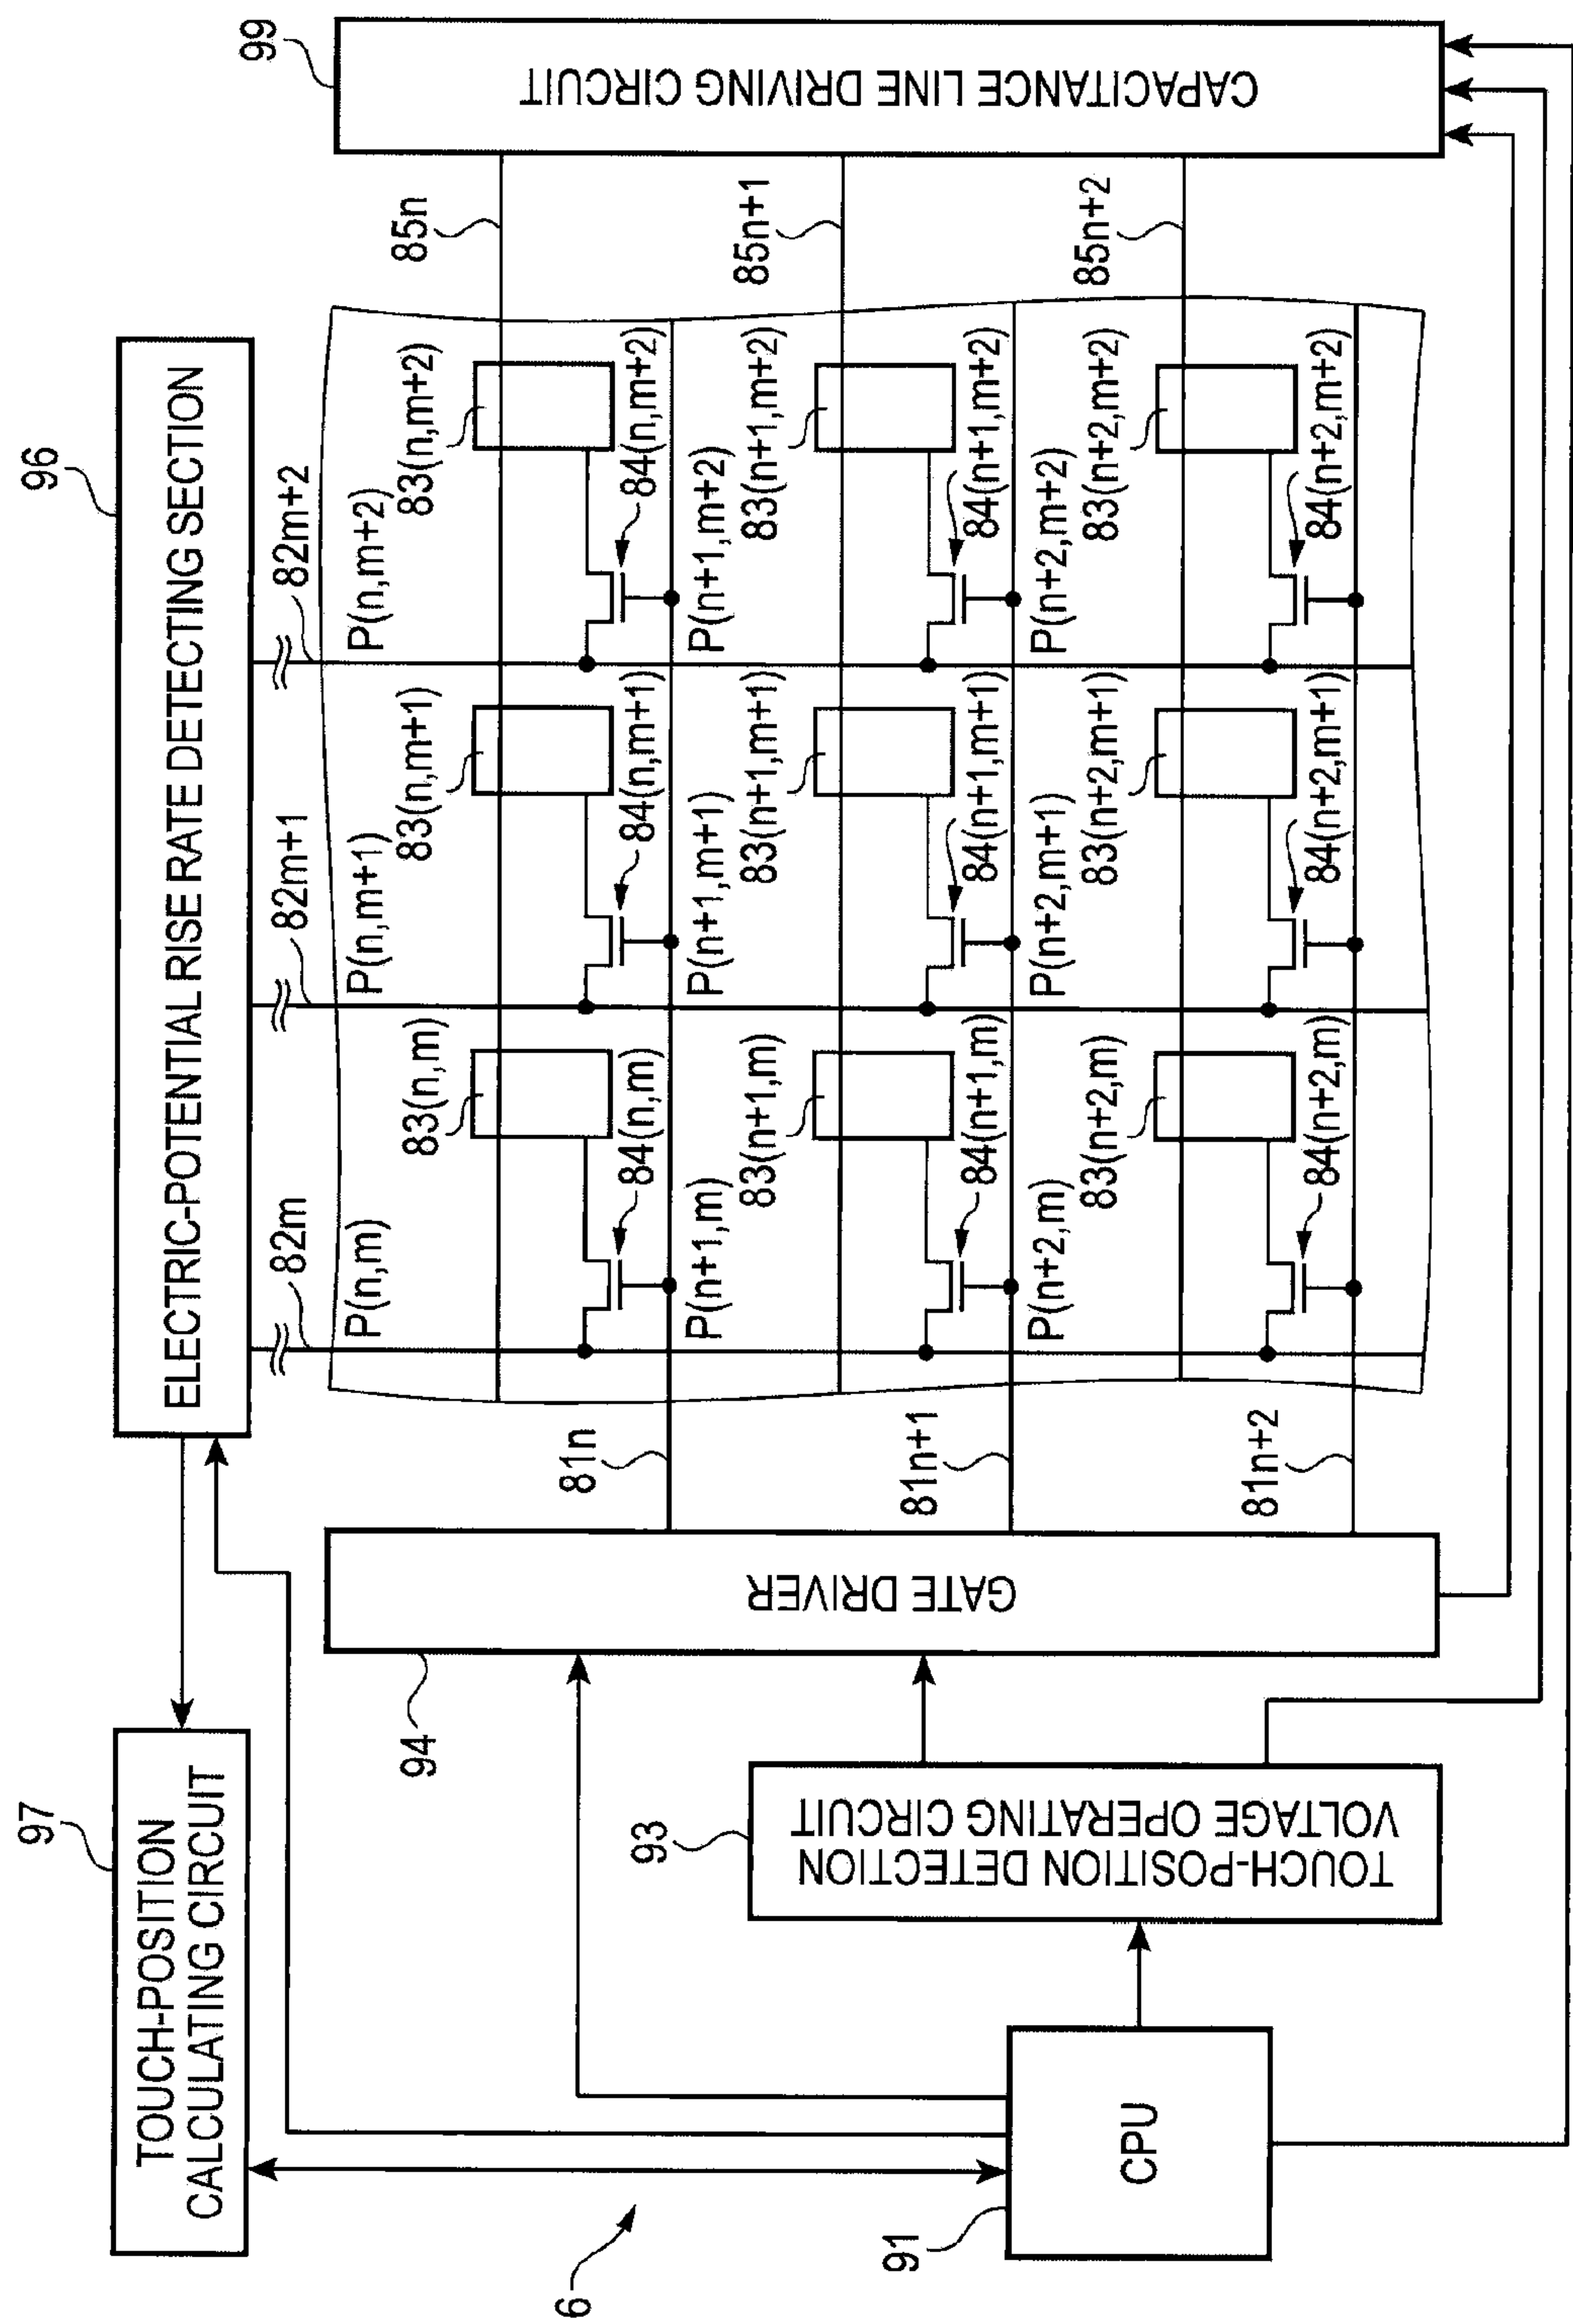 97
TOUCH-POSITION
CALCULATING CIRCUIT
96
ELECTRIC-POTENTIAL RISE RATE DETECTING SECTION
99
CAPACITANCE LINE DRIVING CIRCUIT
82m
82m+1
82m+2
P(n,m)
P(n,m+1)
P(n,m+2)
83(n,m)
83(n,m+1)
83(n,m+2)
85n
84(n,m)
84(n,m+1)
84(n,m+2)
81n
P(n+1,m)
P(n+1,m+1)
P(n+1,m+2)
83(n+1,m)
83(n+1,m+1)
83(n+1,m+2)
85n+1
84(n+1,m)
84(n+1,m+1)
84(n+1,m+2)
81n+1
P(n+2,m)
P(n+2,m+1)
P(n+2,m+2)
83(n+2,m)
83(n+2,m+1)
83(n+2,m+2)
85n+2
84(n+2,m)
84(n+2,m+1)
84(n+2,m+2)
81n+2
94
GATE DRIVER
93
TOUCH-POSITION DETECTION
VOLTAGE OPERATING CIRCUIT
91
CPU
6